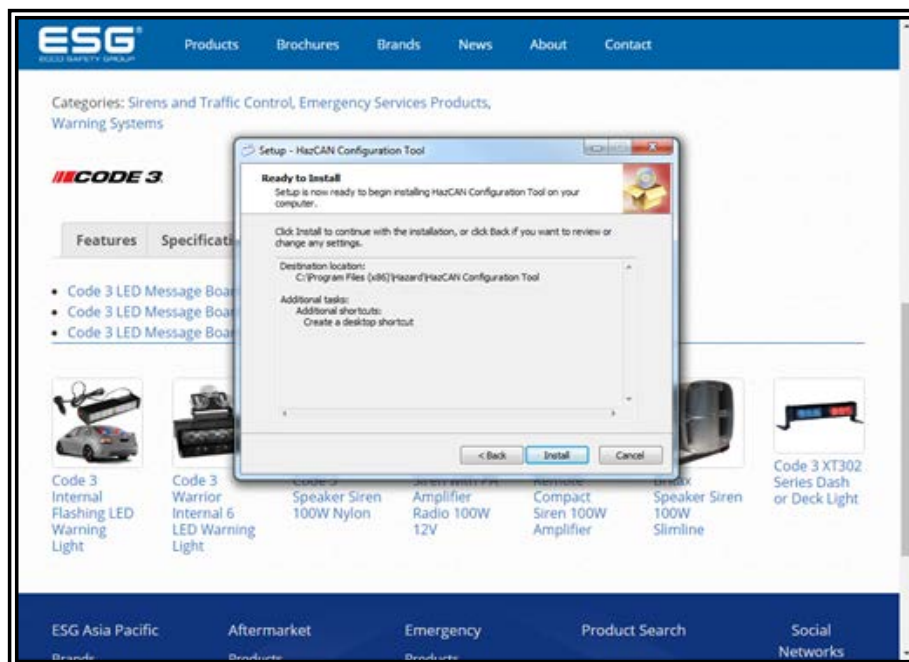 ESG®
ECCO SAFETY GROUP
Products Brochures Brands News About Contact
Categories: Sirens and Traffic Control, Emergency Services Products,
Warning Systems
CODE 3
Features Specificati
Code 3 LED Message Boa
Code 3 LED Message Boa
Code 3 LED Message Boa
Setup - HazCAN Configuration Tool
Ready to Install
Setup is now ready to begin installing HazCAN Configuration Tool on your
computer.
Click Install to continue with the installation, or click Back if you want to review or
change any settings.
Destination location:
C:\Program Files (x86)\Hazard\HazCAN Configuration Tool
Additional tasks:
Additional shortcuts:
Create a desktop shortcut
< Back Install Cancel
Code 3
Internal
Flashing LED
Warning
Light
Code 3
Warrior
Internal 6
LED Warning
Light
Speaker Siren
100W Nylon
Amplifier
Radio 100W
12V
Compact
Siren 100W
Amplifier
Speaker Siren
100W
Slimline
Code 3 XT302
Series Dash
or Deck Light
ESG Asia Pacific Aftermarket Emergency Product Search Social
Networks
Brands Products Products